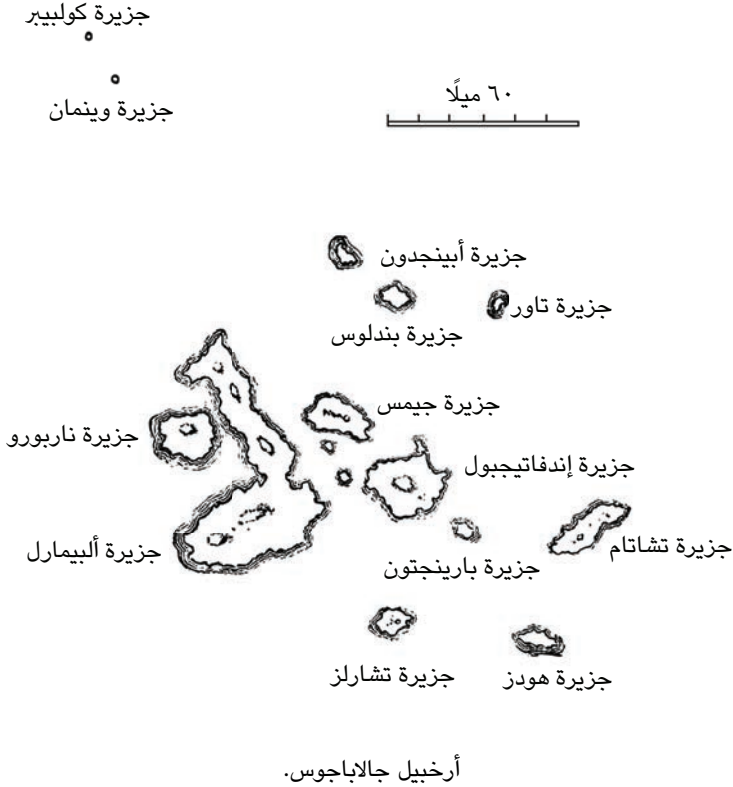 جزيرة كولبيبر
جزيرة وينمان
٦٠ ميلًا
جزيرة أبينجدون
جزيرة تاور
جزيرة بندلوس
جزيرة جيمس
جزيرة ناربورو
جزيرة إندفاتيجبول
جزيرة تشاتام
جزيرة ألبيمارل
جزيرة بارينجتون
جزيرة تشارلز
جزيرة هودز
أرخبيل جالاباجوس.